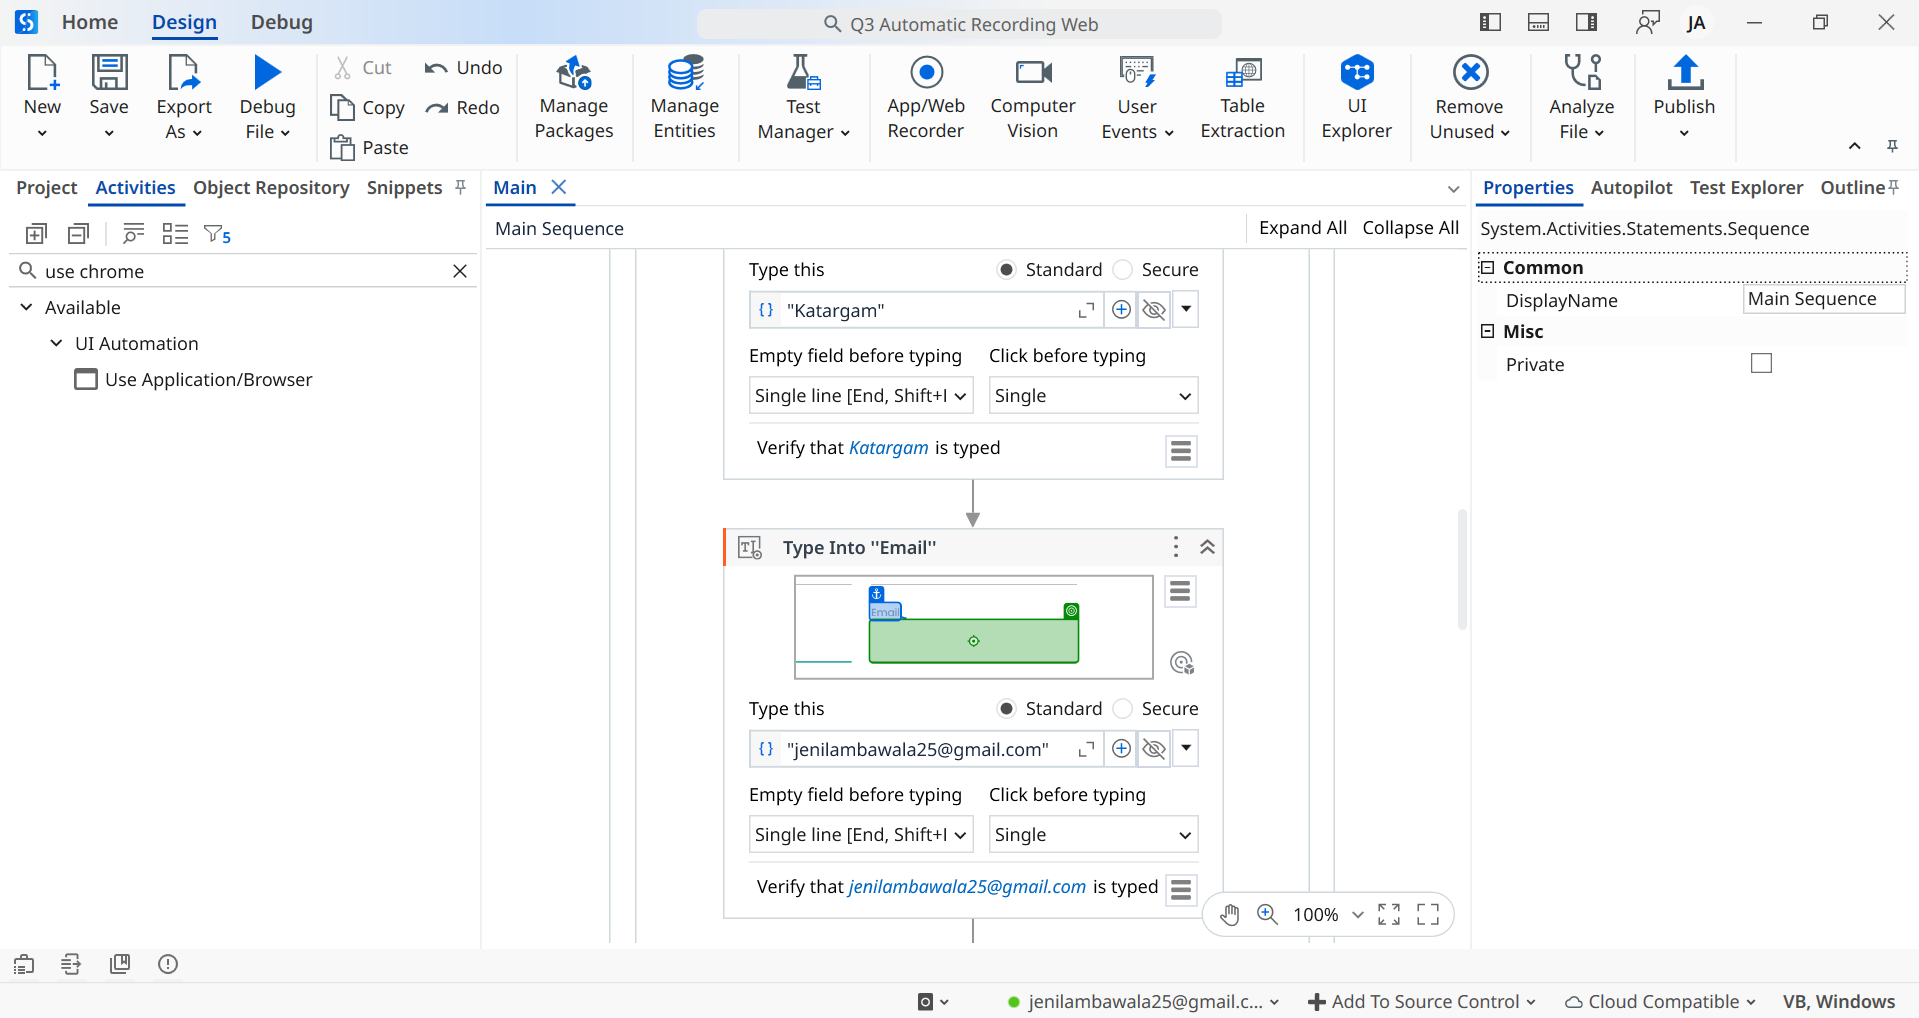 Home Design Debug
Q3 Automatic Recording Web
JA
New
Save
Export As
Debug File
Cut
Copy
Paste
Undo
Redo
Manage Packages
Manage Entities
Test Manager
App/Web Recorder
Computer Vision
User Events
Table Extraction
UI Explorer
Remove Unused
Analyze File
Publish
Project Activities Object Repository Snippets
5
use chrome
Available
UI Automation
Use Application/Browser
Main
Main Sequence
Expand All Collapse All
Type this Standard Secure
"Katargam"
Empty field before typing Click before typing
Single line [End, Shift+ Single
Verify that Katargam is typed
Type Into "Email"
Email
Type this Standard Secure
"jenilambawala25@gmail.com"
Empty field before typing Click before typing
Single line [End, Shift+ Single
Verify that jenilambawala25@gmail.com is typed
100%
Properties Autopilot Test Explorer Outline
System.Activities.Statements.Sequence
Common
DisplayName Main Sequence
Misc
Private
jenilambawala25@gmail.c... Add To Source Control Cloud Compatible VB, Windows